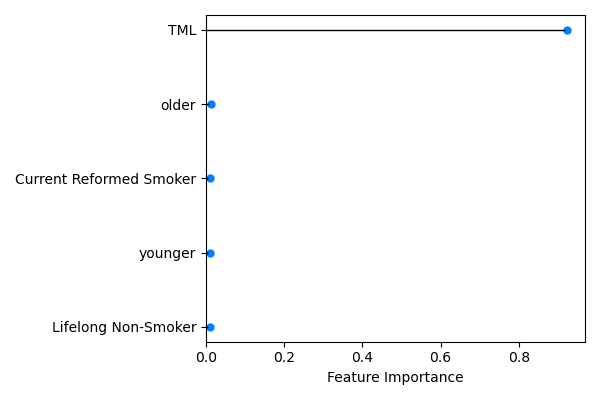 TML
older
Current Reformed Smoker
younger
Lifelong Non-Smoker
0.0 0.2 0.4 0.6 0.8
Feature Importance